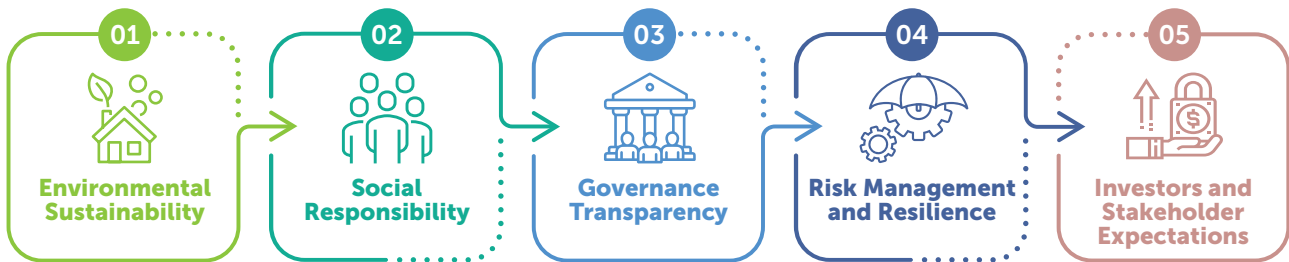 01
Environmental
Sustainability
02
Social
Responsibility
03
Governance
Transparency
04
Risk Management
and Resilience
05
$
Investors and
Stakeholder
Expectations